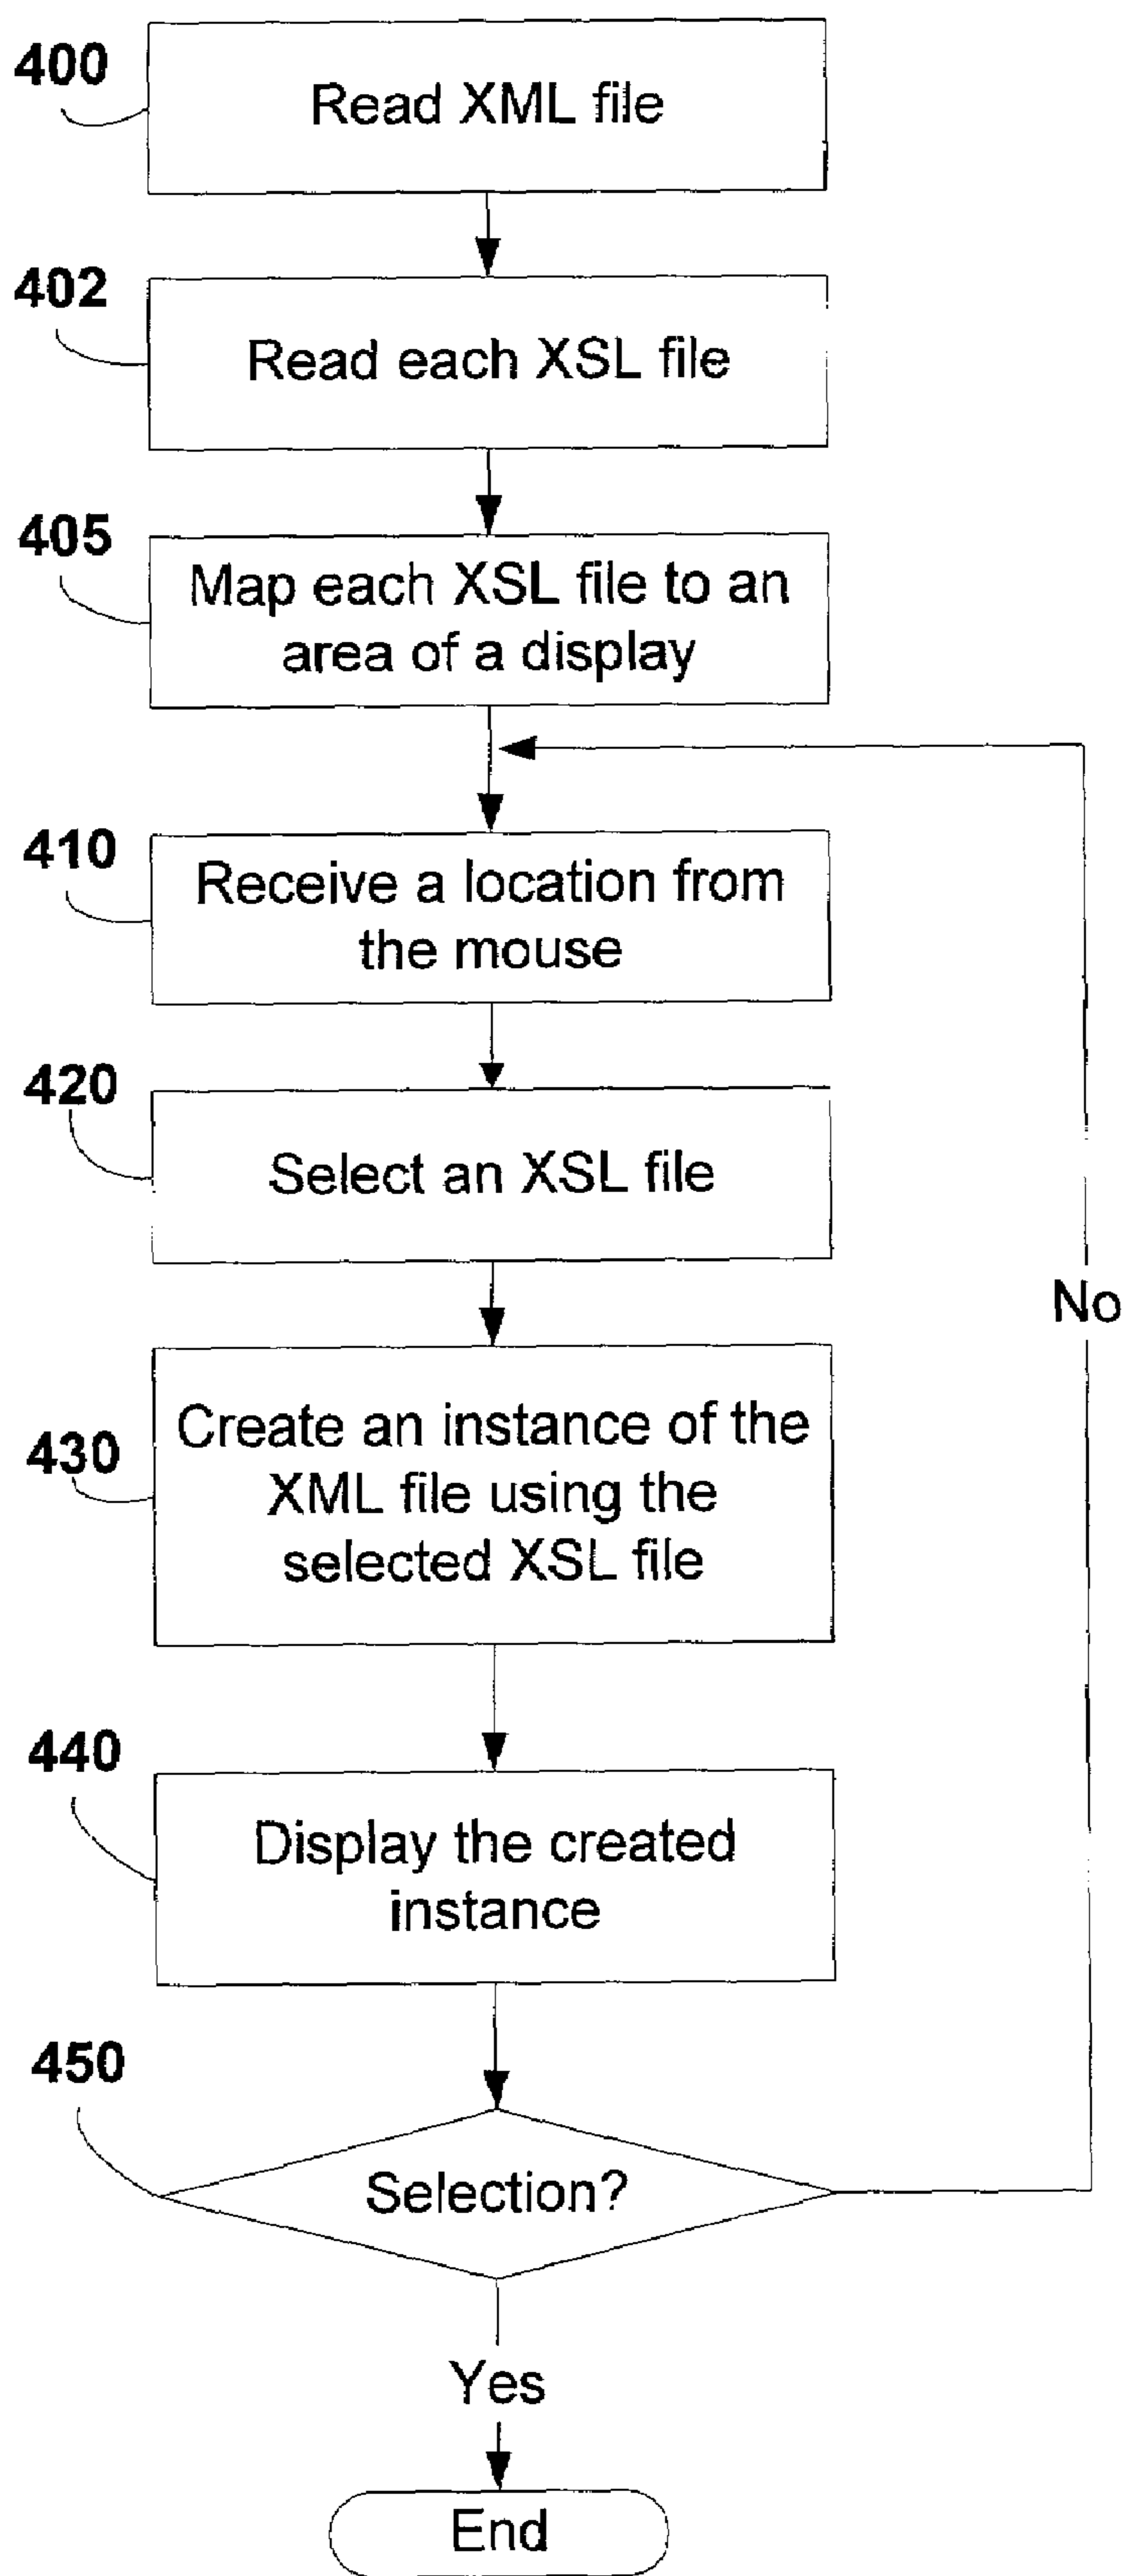 400
Read XML file
402
Read each XSL file
405
Map each XSL file to an
area of a display
410
Receive a location from
the mouse
420
Select an XSL file
No
430
Create an instance of the
XML file using the
selected XSL file
440
Display the created
instance
450
Selection?
Yes
End